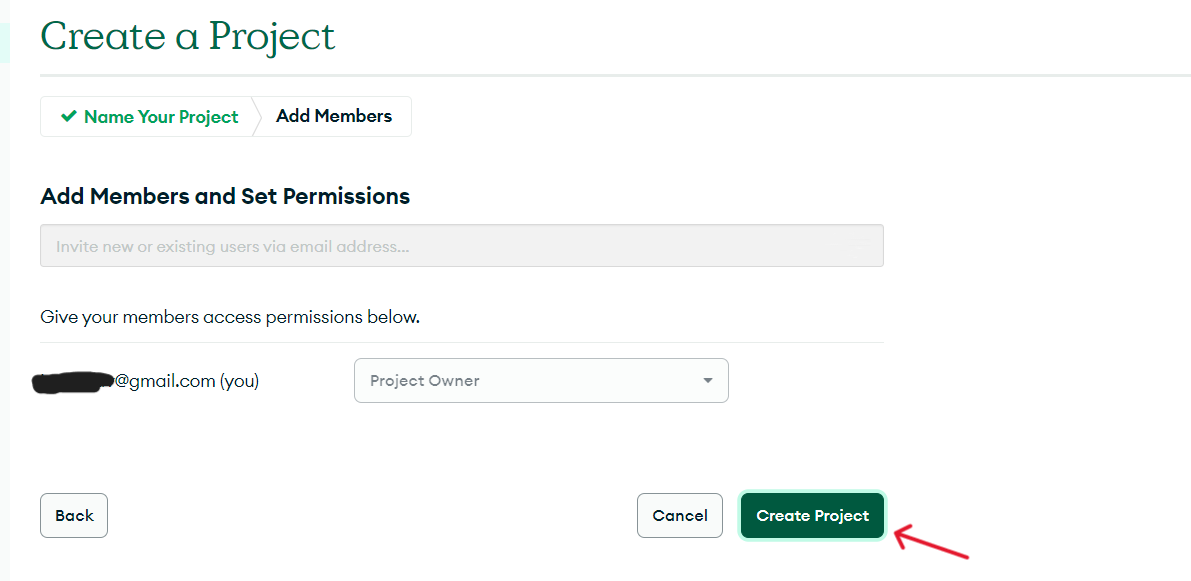 Create a Project
Name Your Project
Add Members
Add Members and Set Permissions
Invite new or existing users via email address...
Give your members access permissions below.
@gmail.com (you)
Project Owner
Back
Cancel
Create Project